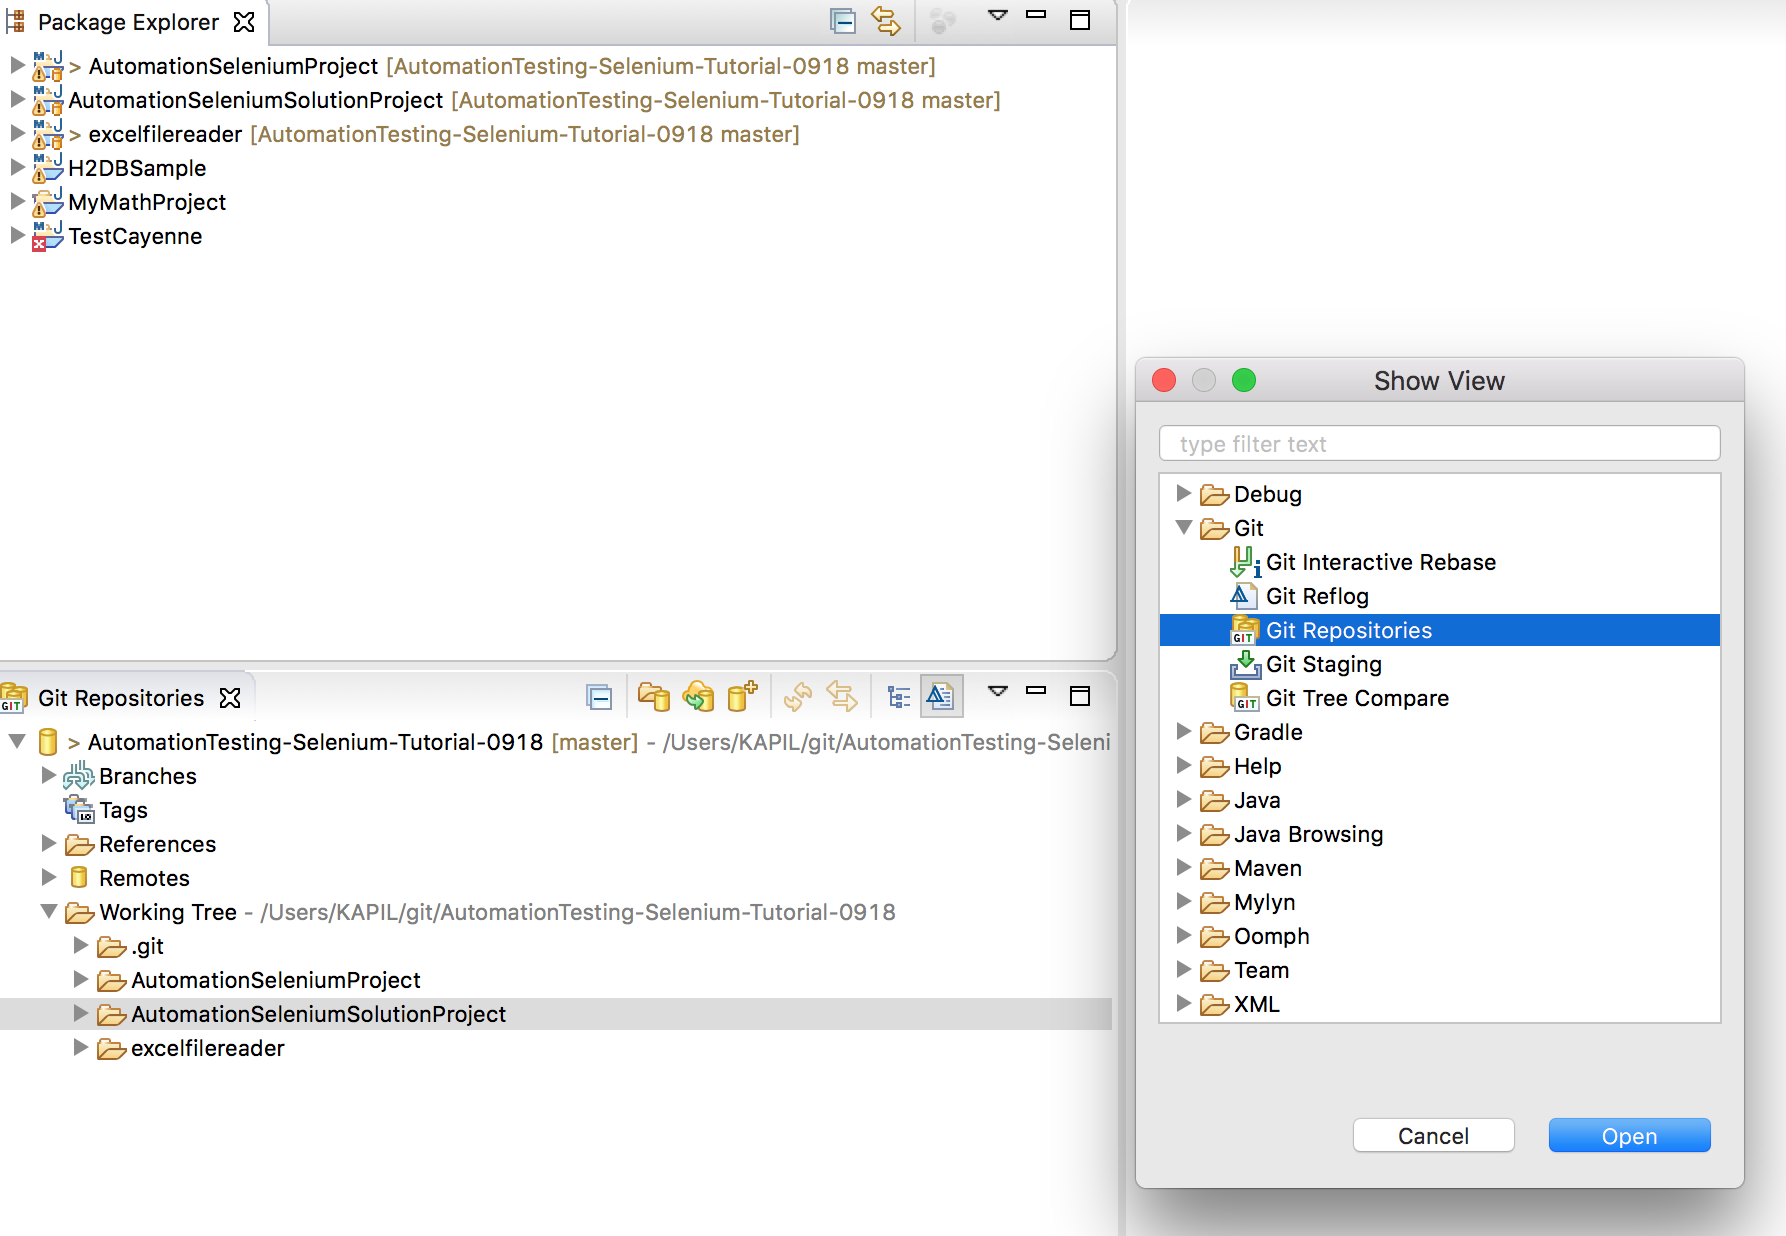 Package Explorer
> AutomationSeleniumProject [AutomationTesting-Selenium-Tutorial-0918 master]
AutomationSeleniumSolutionProject [AutomationTesting-Selenium-Tutorial-0918 master]
> excelfilereader [AutomationTesting-Selenium-Tutorial-0918 master]
H2DBSample
MyMathProject
TestCayenne
Git Repositories
> AutomationTesting-Selenium-Tutorial-0918 [master] - /Users/KAPIL/git/AutomationTesting-Seleni
Branches
Tags
References
Remotes
Working Tree - /Users/KAPIL/git/AutomationTesting-Selenium-Tutorial-0918
.git
AutomationSeleniumProject
AutomationSeleniumSolutionProject
excelfilereader
Show View
type filter text
Debug
Git
Git Interactive Rebase
Git Reflog
Git Repositories
Git Staging
Git Tree Compare
Gradle
Help
Java
Java Browsing
Maven
Mylyn
Oomph
Team
XML
Cancel
Open